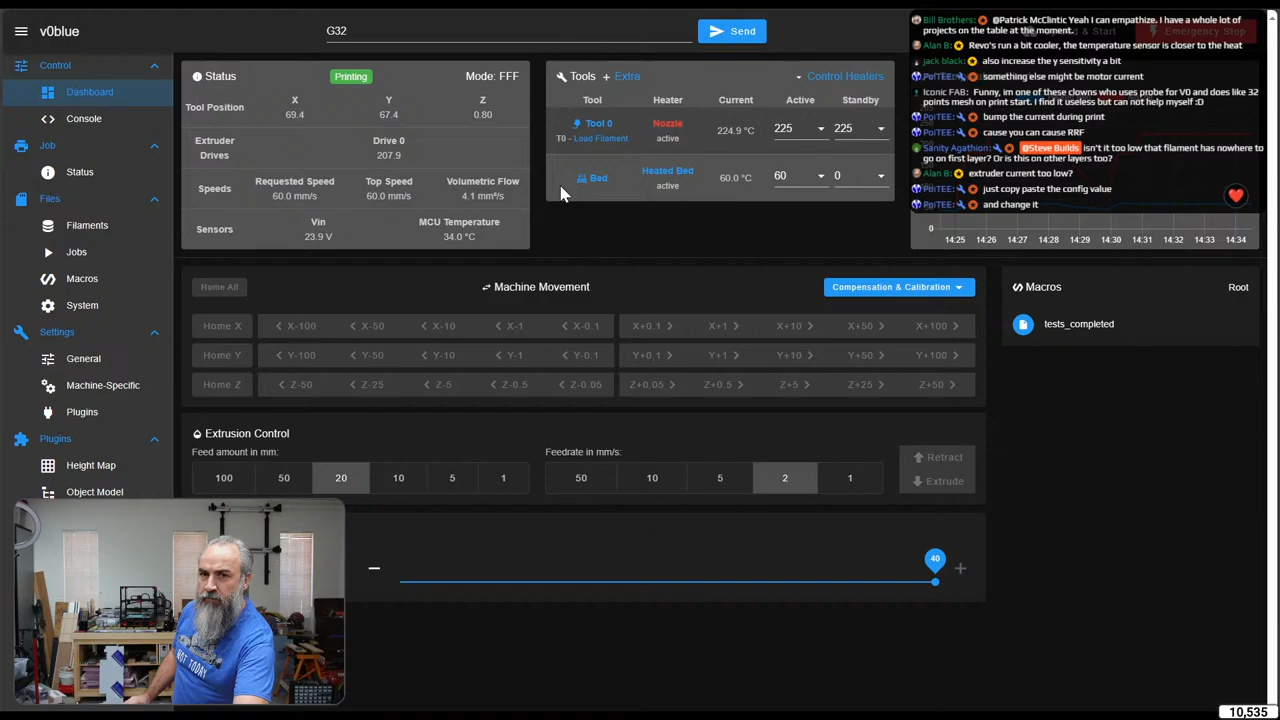 v0blue
G32
Send
& Start
Emergency Stop
Control
Dashboard
Console
Job
Status
Files
Filaments
Jobs
Macros
System
Settings
General
Machine-Specific
Plugins
Plugins
Height Map
Object Model
Status
Printing
Mode: FFF
Tool Position
X
Y
Z
69.4
67.4
0.80
Extruder
Drives
Drive 0
207.9
Speeds
Requested Speed
Top Speed
Volumetric Flow
60.0 mm/s
60.0 mm/s
4.1 mm³/s
Sensors
Vin
MCU Temperature
23.9 V
34.0 °C
Tools + Extra
Control Heaters
Tool
Heater
Current
Active
Standby
Tool 0
T0 - Load Filament
Nozzle
active
224.9 °C
225
225
Bed
Heated Bed
active
60.0 °C
60
0
Bill Brothers: @Patrick McClintic Yeah I can empathize. I have a whole lot of
projects on the table at the moment.
Alan B: Revo's run a bit cooler, the temperature sensor is closer to the heat
jack black: also increase the y sensitivity a bit
PoiTEE: something else might be motor current
Iconic FAB: Funny, im one of these clowns who uses probe for V0 and does like 32
points mesh on print start. I find it useless but can not help myself :D
PoiTEE: bump the current during print
PoiTEE: cause you can cause RRF
Sanity Agathion: @Steve Builds isn't it too low that filament has nowhere to
go on first layer? Or is this on other layers too?
Alan B: extruder current too low?
PoiTEE: just copy paste the config value
PoiTEE: and change it
0
14:25 14:26 14:27 14:28 14:29 14:30 14:31 14:32 14:33 14:34
Home All
Machine Movement
Compensation & Calibration
Home X
X-100
X-50
X-10
X-1
X-0.1
X+0.1
X+1
X+10
X+50
X+100
Home Y
Y-100
Y-50
Y-10
Y-1
Y-0.1
Y+0.1
Y+1
Y+10
Y+50
Y+100
Home Z
Z-50
Z-25
Z-5
Z-0.5
Z-0.05
Z+0.05
Z+0.5
Z+5
Z+25
Z+50
Macros
Root
tests_completed
Extrusion Control
Feed amount in mm:
100
50
20
10
5
1
Feedrate in mm/s:
50
10
5
2
1
Retract
Extrude
40
NOT TODAY
10,535